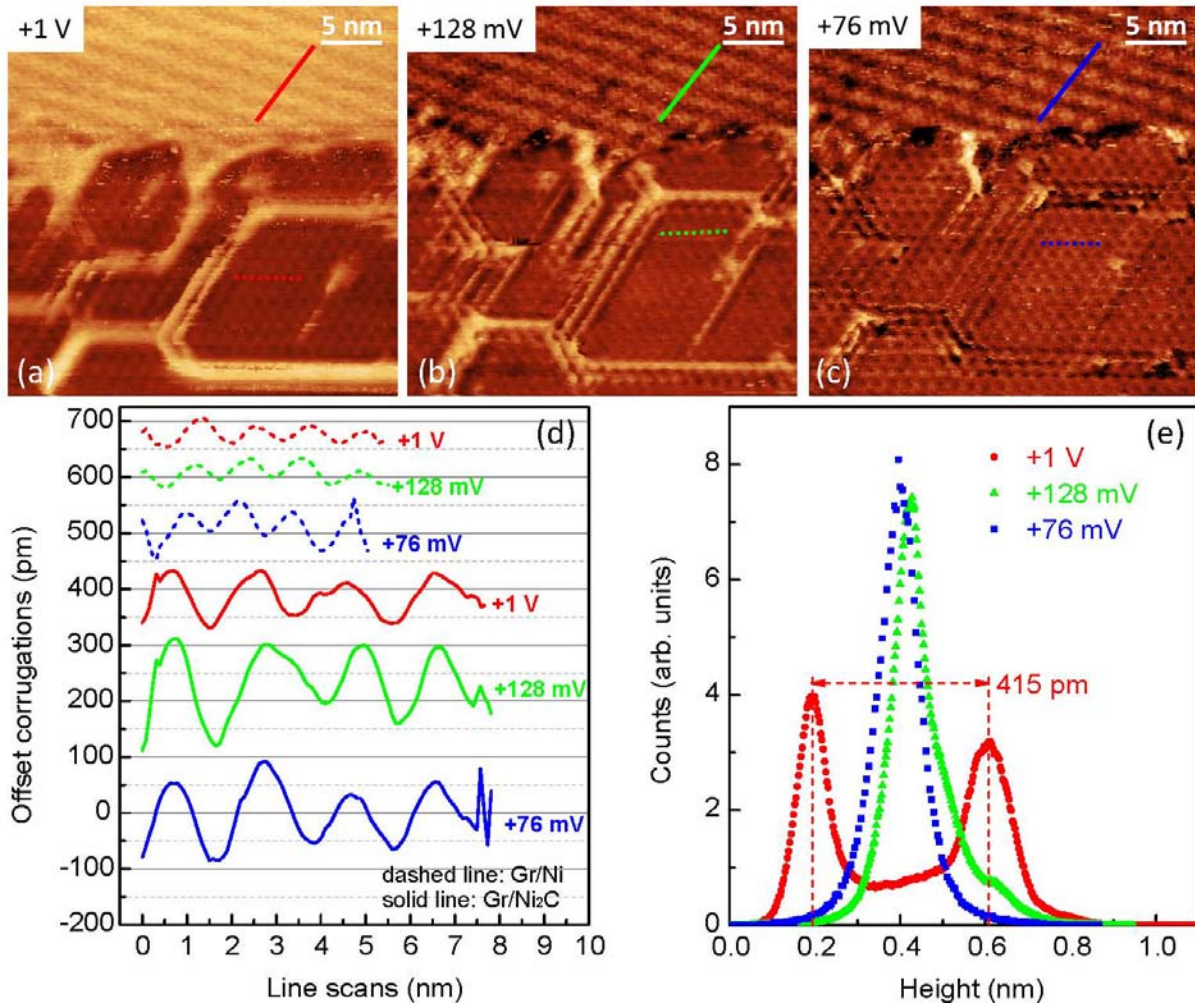 +1 V
5 nm
(a)
+128 mV
5 nm
(b)
+76 mV
5 nm
(c)
(d)
Offset corrugations (pm)
700
600
500
400
300
200
100
0
-100
-200
+1 V
+128 mV
+76 mV
+1 V
+128 mV
+76 mV
dashed line: Gr/Ni
solid line: Gr/Ni₂C
0 1 2 3 4 5 6 7 8 9 10
Line scans (nm)
(e)
Counts (arb. units)
8
6
4
2
0
+1 V
+128 mV
+76 mV
415 pm
0.0 0.2 0.4 0.6 0.8 1.0
Height (nm)